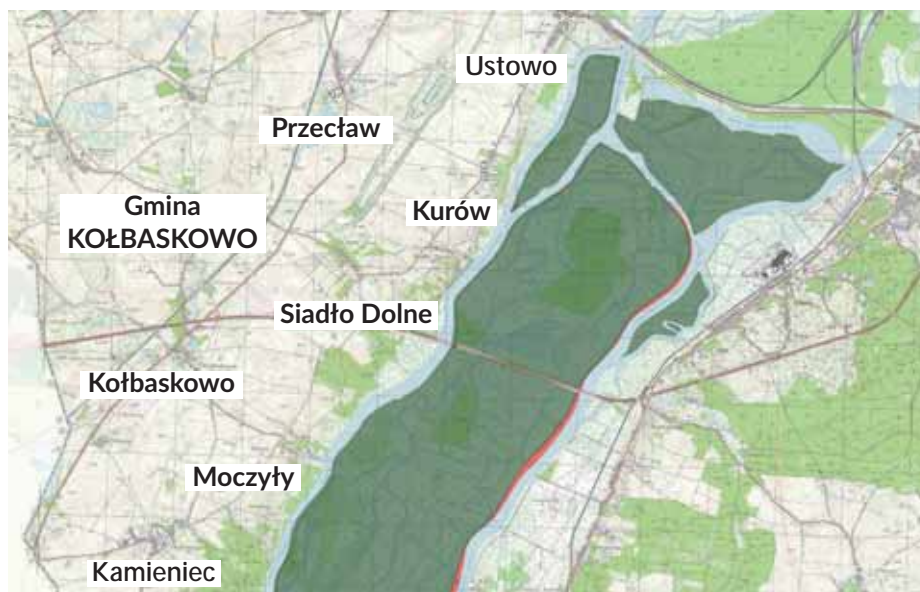 Ustowo
Przecław
Gmina
KOŁBASKOWO
Kurów
Siadło Dolne
Kołbaskowo
Moczyły
Kamieniec